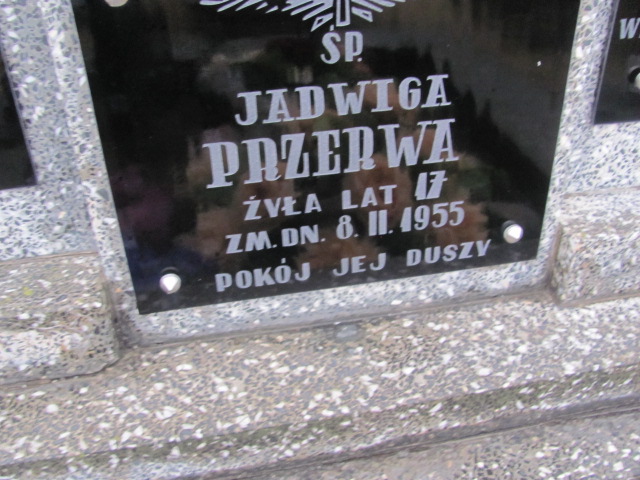 ŚP.
JADWIGA
PRZERWA
ŻYŁA LAT 17
ZM. DN. 8. II. 1955
POKÓJ JEJ DUSZY